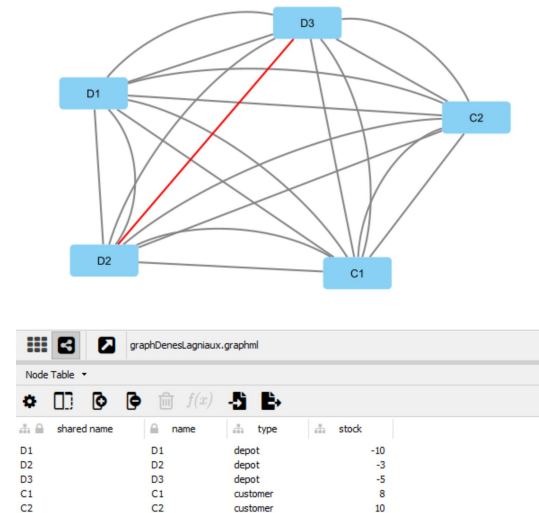 D3
D1
C2
D2
C1
graphDenesLagniaux.graphml
Node Table
f(x)
shared name name type stock
D1 D1 depot -10
D2 D2 depot -3
D3 D3 depot -5
C1 C1 customer 8
C2 C2 customer 10